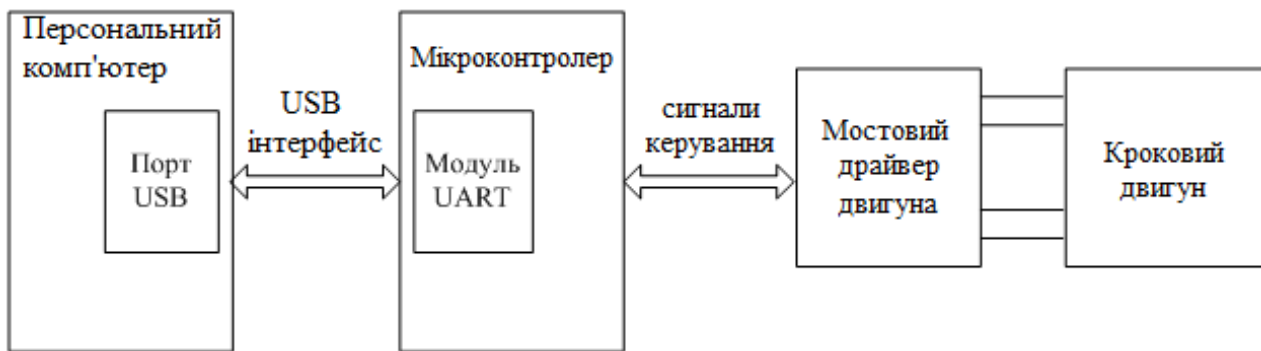 Персональний
комп'ютер
Порт
USB
USB
інтерфейс
Мікроконтролер
Модуль
UART
сигнали
керування
Мостовий
драйвер
двигуна
Кроковий
двигун